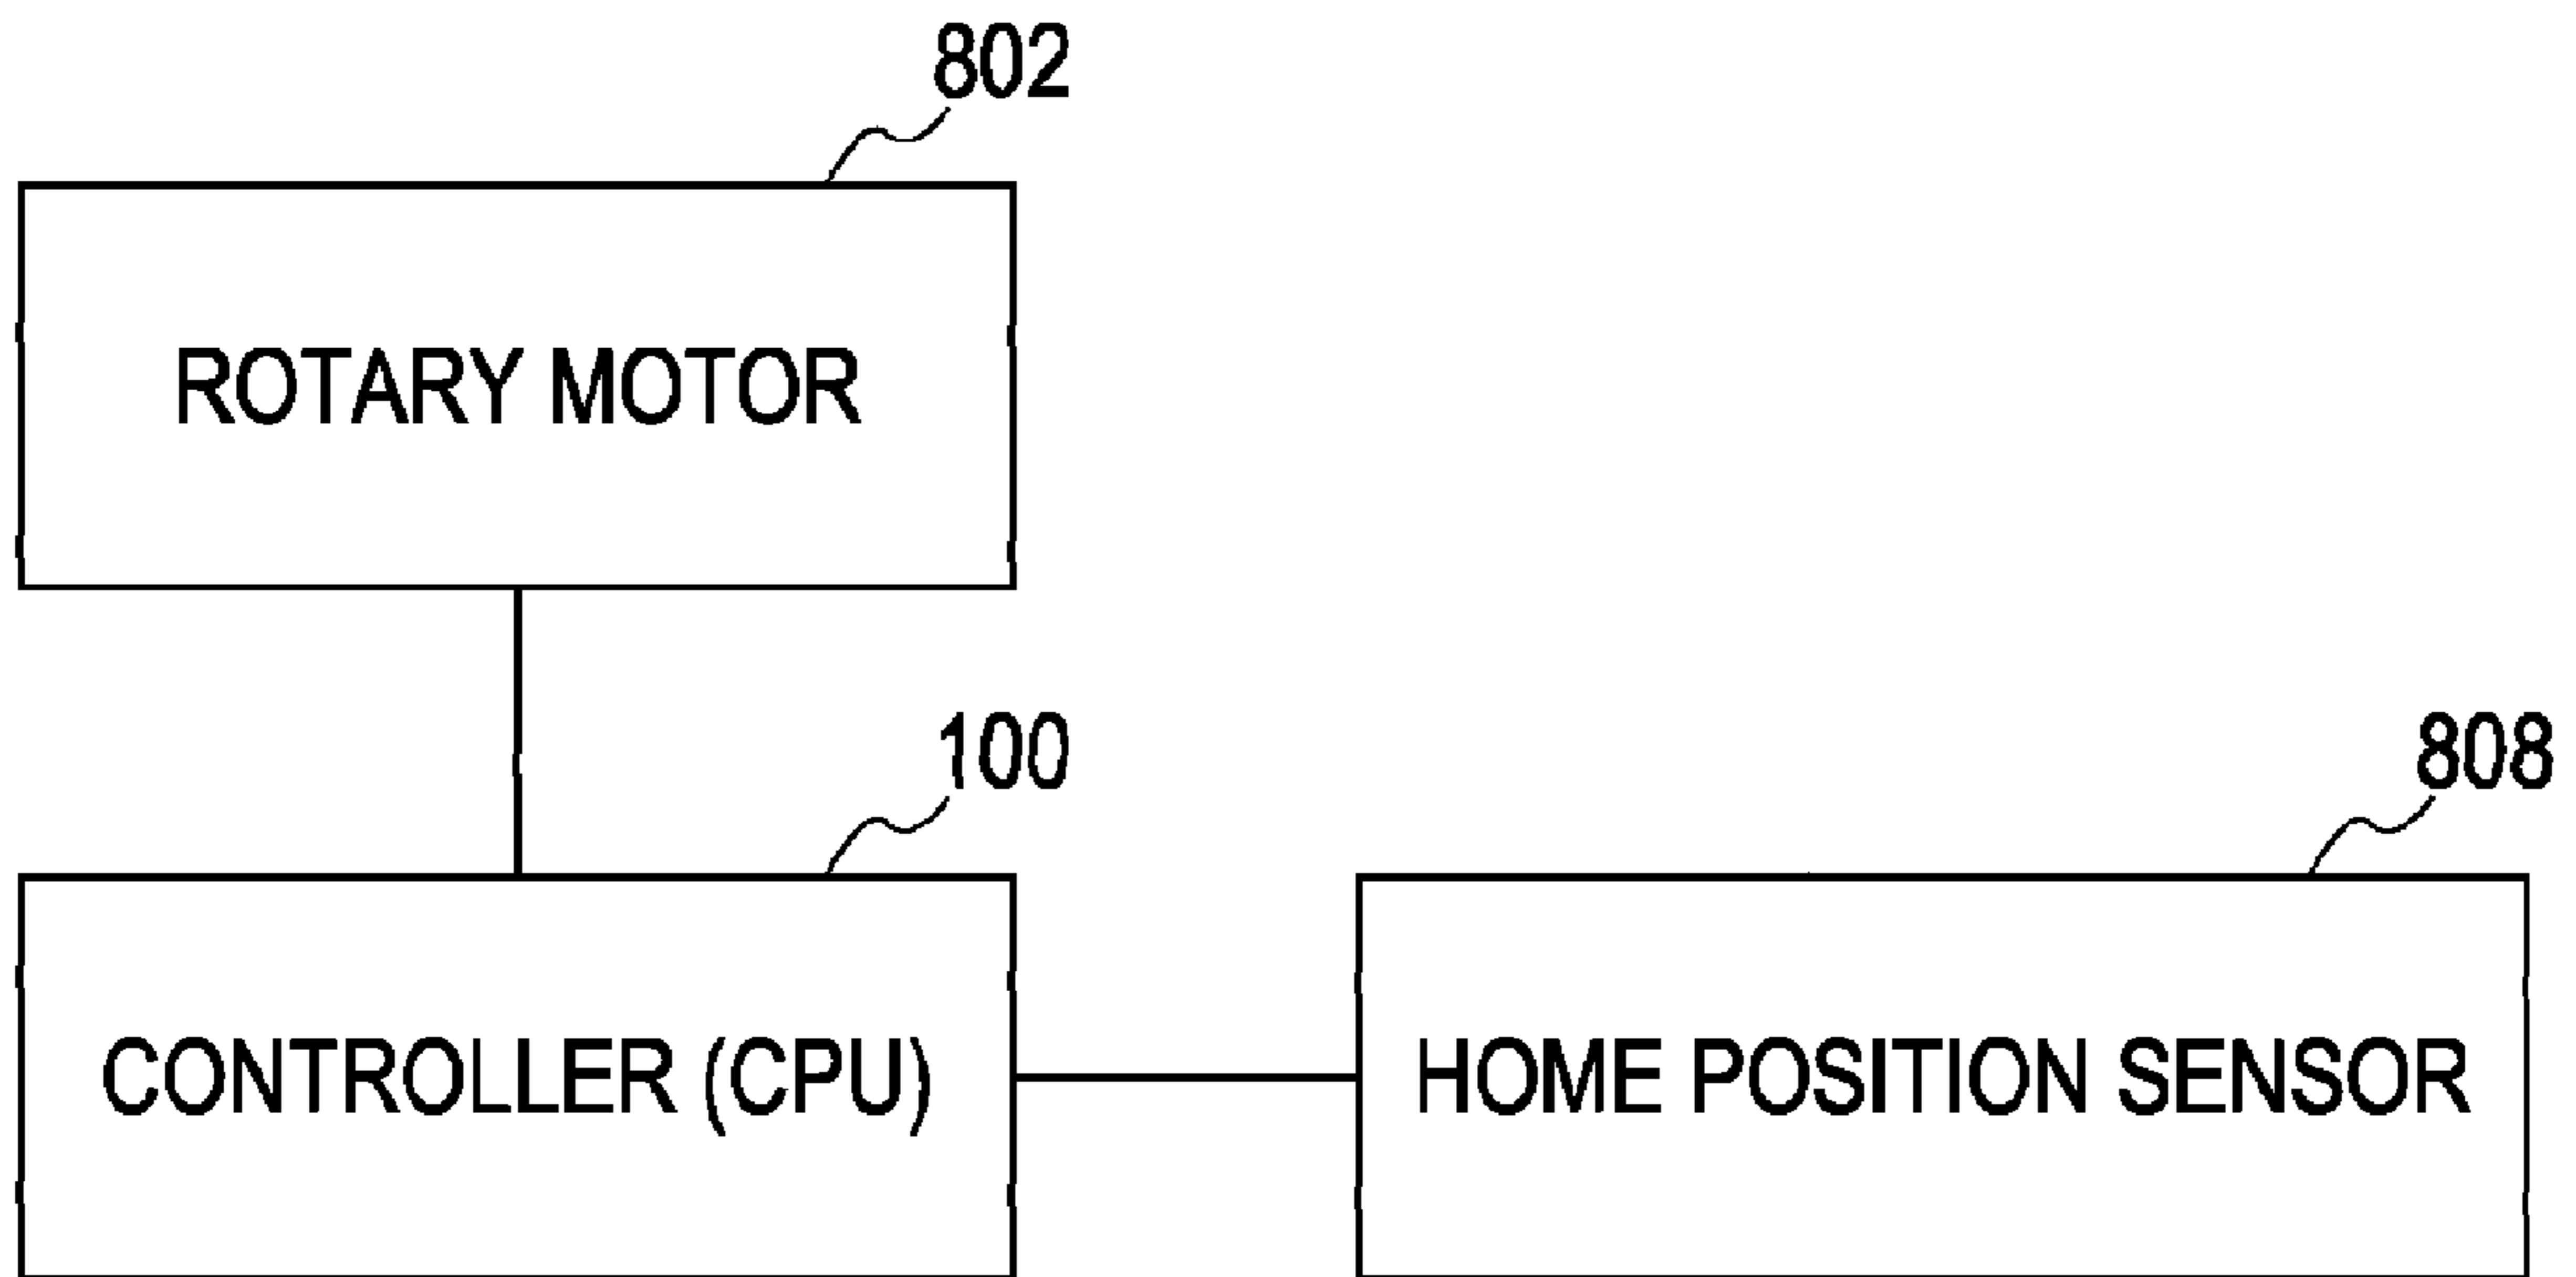 802
ROTARY MOTOR
100
808
CONTROLLER (CPU)
HOME POSITION SENSOR